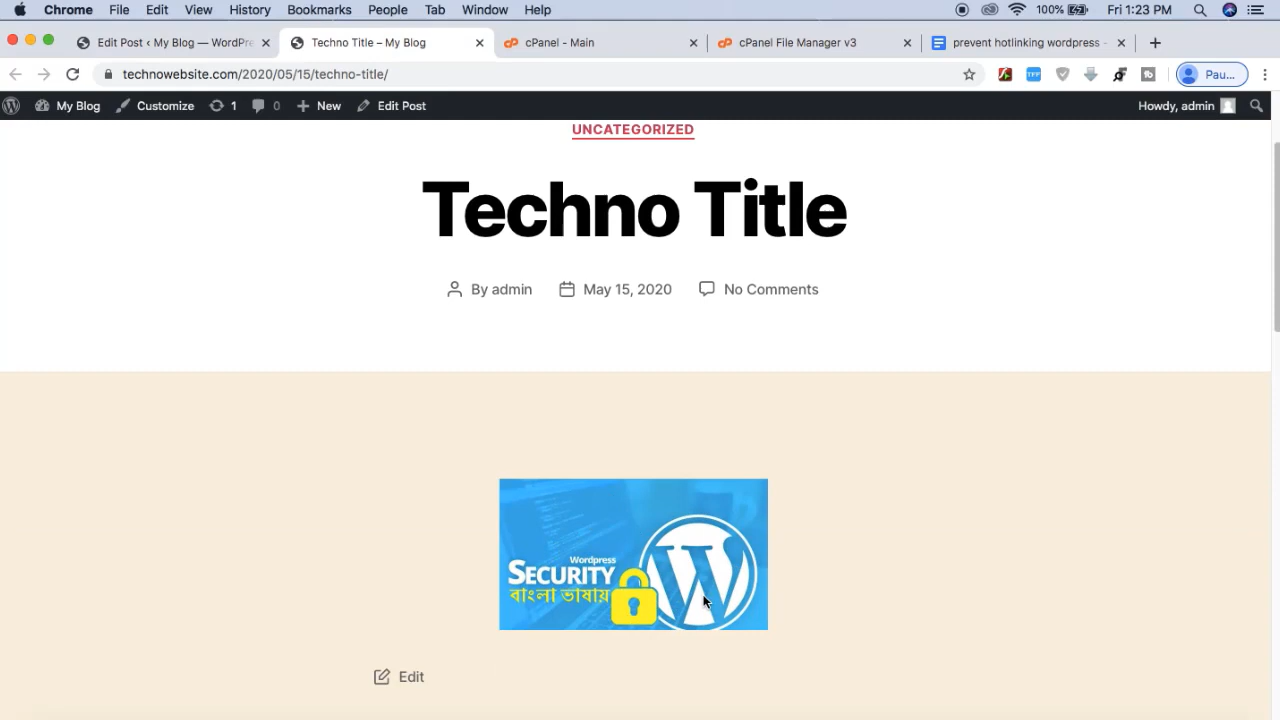 Chrome File Edit View History Bookmarks People Tab Window Help 100% Fri 1:23 PM
Edit Post ‹ My Blog — WordPre Techno Title – My Blog cPanel - Main cPanel File Manager v3 prevent hotlinking wordpress -
technowebsite.com/2020/05/15/techno-title/ Pau...
My Blog Customize 1 0 New Edit Post Howdy, admin
UNCATEGORIZED
Techno Title
By admin May 15, 2020 No Comments
Wordpress
SECURITY
বাংলা ভাষায়
Edit